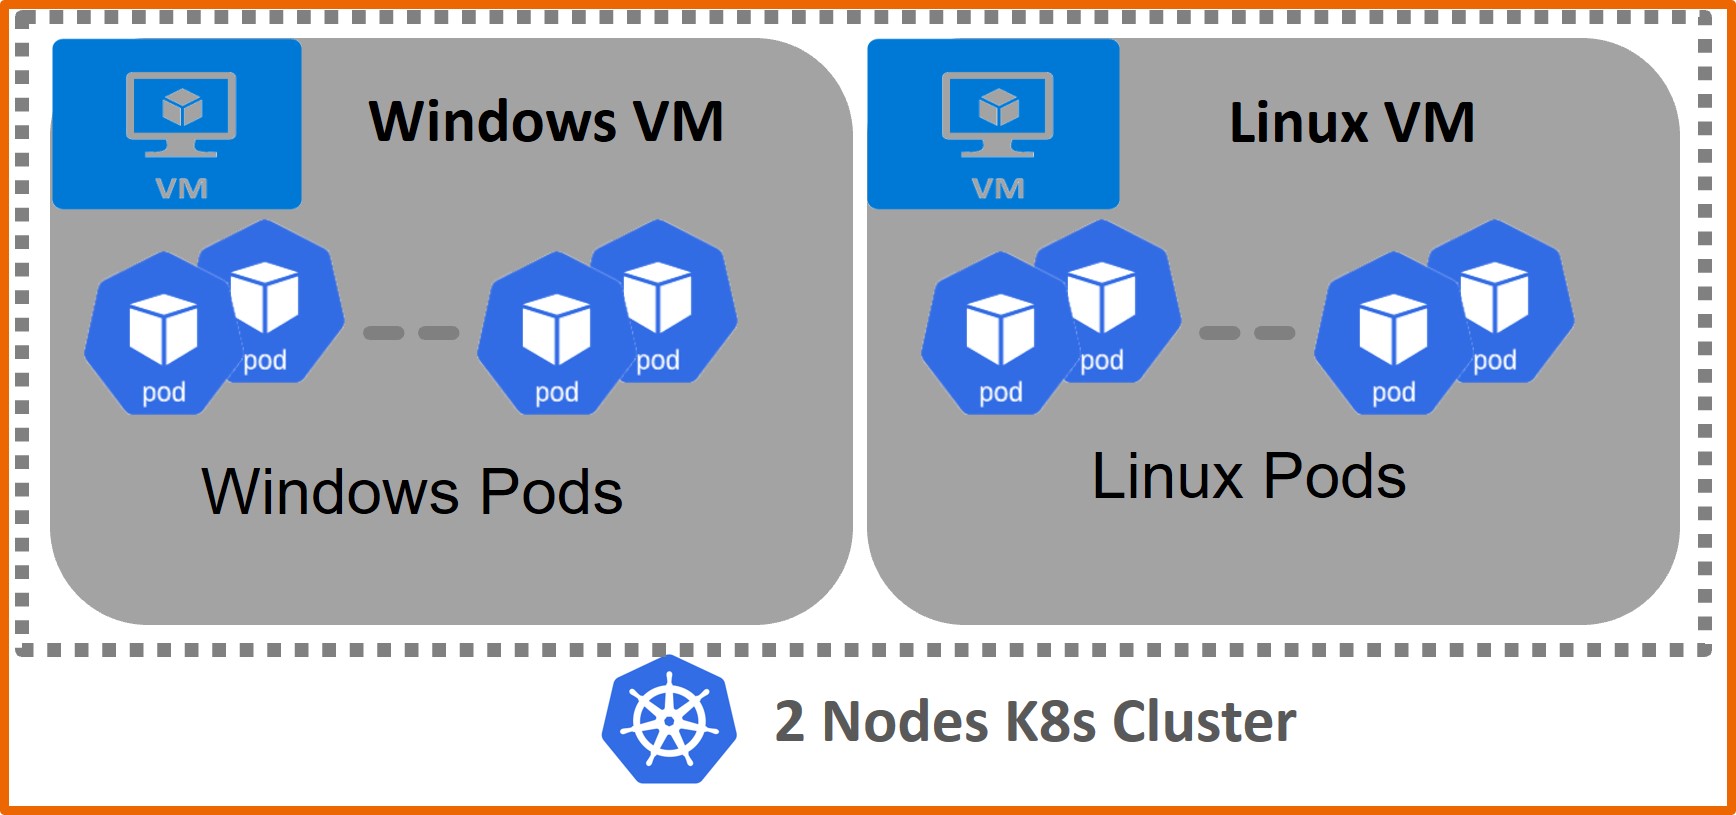 VM
Windows VM
pod
pod
pod
pod
Windows Pods
VM
Linux VM
pod
pod
pod
pod
Linux Pods
2 Nodes K8s Cluster